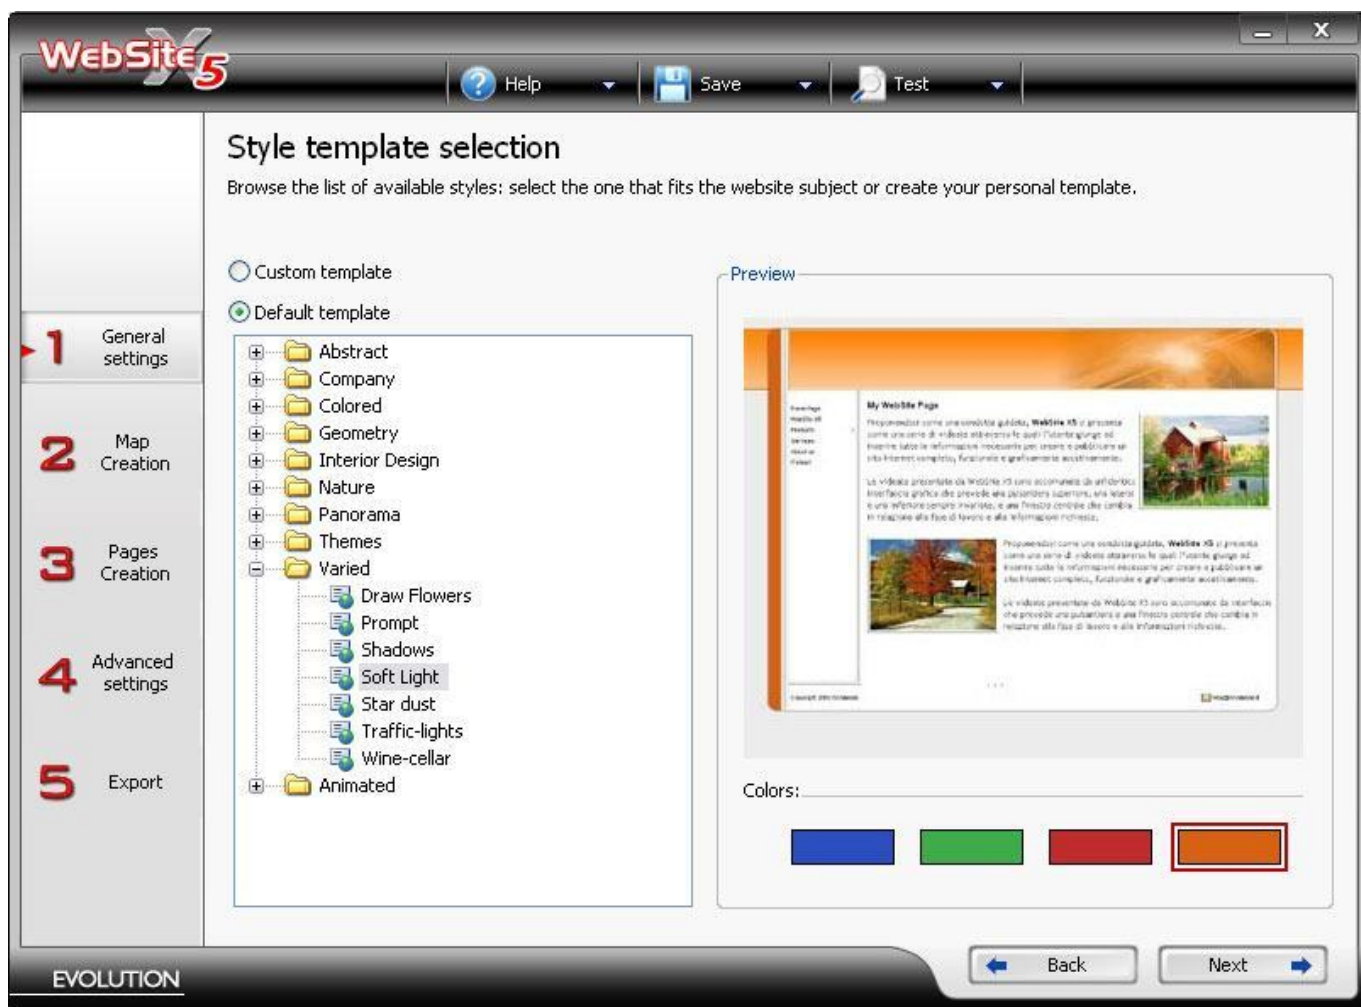 WebSite X5
Help
Save
Test
Style template selection
Browse the list of available styles: select the one that fits the website subject or create your personal template.
1 General settings
2 Map Creation
3 Pages Creation
4 Advanced settings
5 Export
Custom template
Default template
Abstract
Company
Colored
Geometry
Interior Design
Nature
Panorama
Themes
Varied
Draw Flowers
Prompt
Shadows
Soft Light
Star dust
Traffic-lights
Wine-cellar
Animated
Preview
My WebSite Page
Colors:
EVOLUTION
Back
Next